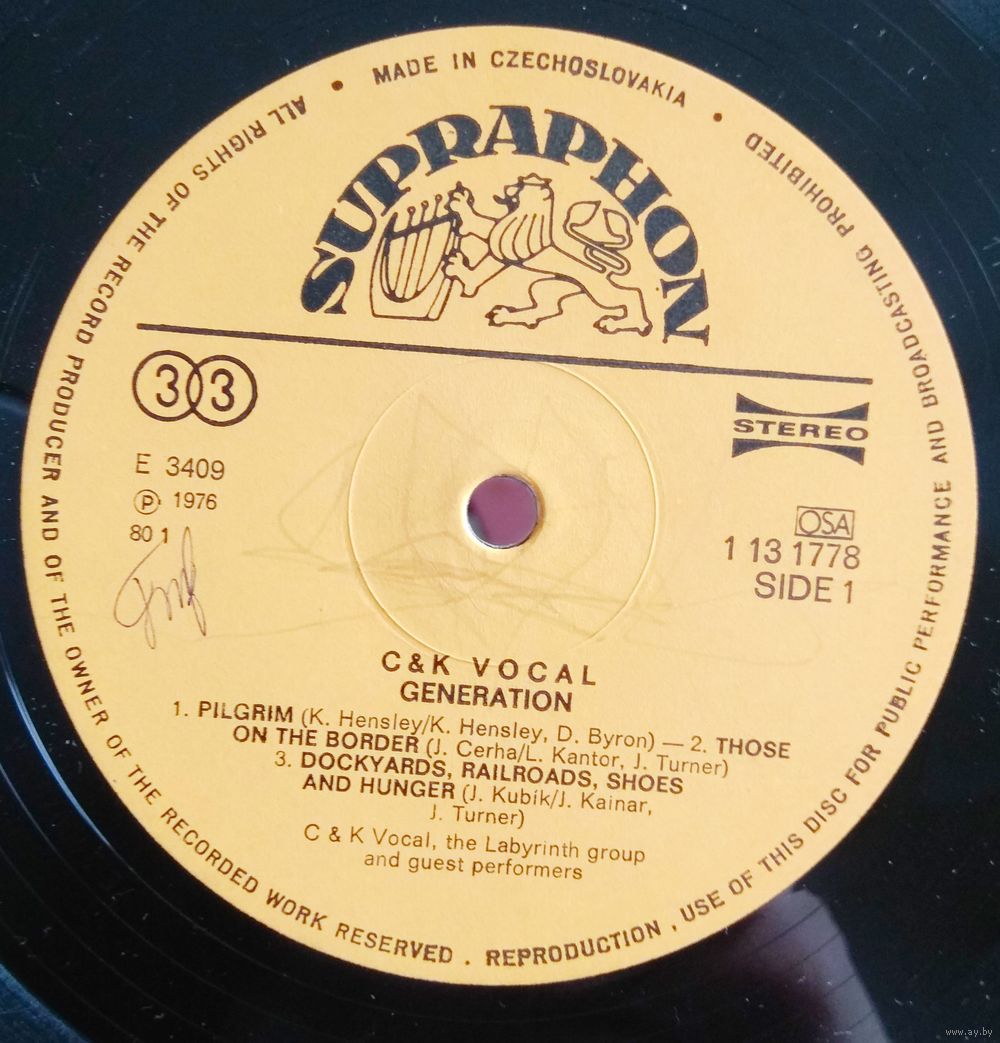 MADE IN CZECHOSLOVAKIA •
ALL RIGHTS OF THE RECORD PRODUCER AND OF THE OWNER OF THE RECORDED WORK RESERVED . REPRODUCTION , USE OF THIS DISC FOR PUBLIC PERFORMANCE AND BROADCASTING PROHIBITED
SUPRAPHON
33
STEREO
E 3409
Ⓟ 1976
80 1
OSA
1 13 1778
SIDE 1
C & K VOCAL
GENERATION
1. PILGRIM (K. Hensley/K. Hensley, D. Byron) — 2. THOSE
ON THE BORDER (J. Cerha/L. Kantor, J. Turner)
3. DOCKYARDS, RAILROADS, SHOES
AND HUNGER (J. Kubík/J. Kainar,
J. Turner)
C & K Vocal, the Labyrinth group
and guest performers
www.ay.by